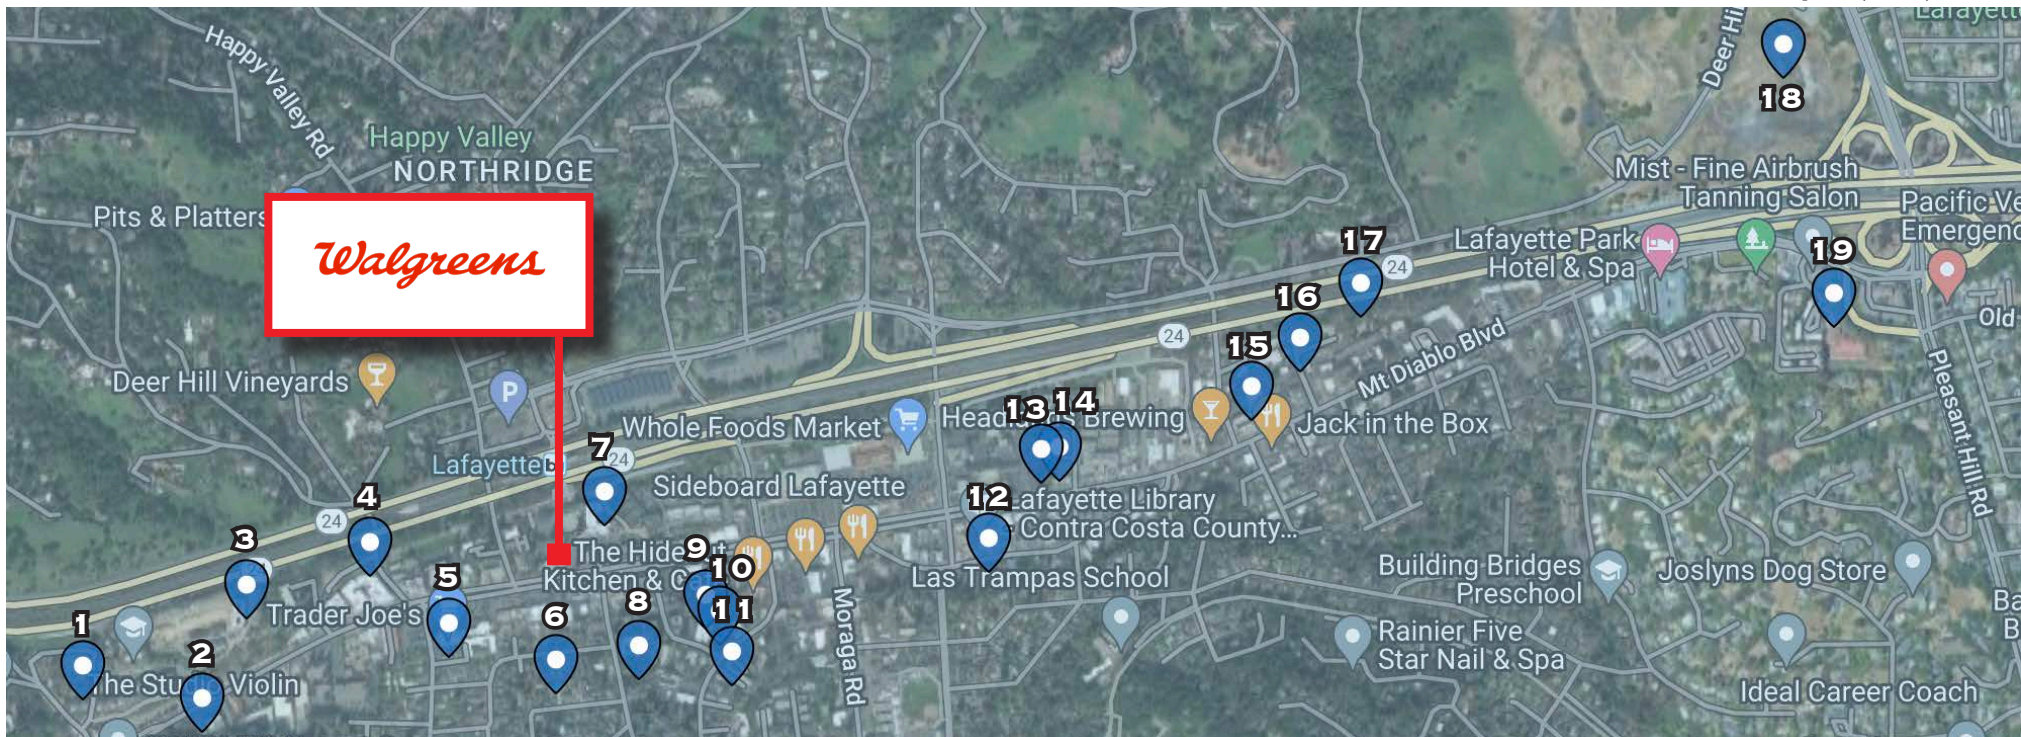 Lafayette
Deer Hi
18
Happy Valley Rd
Happy Valley
NORTHRIDGE
Mist - Fine Airbrush
Tanning Salon
Pits & Platters
Walgreens
Pacific Ve
Emergenc
Lafayette Park
Hotel & Spa
17
24
19
16
Old
24
15
Mt Diablo Blvd
Deer Hill Vineyards
P
Whole Foods Market
13
14
Brewing
Jack in the Box
Pleasant Hill Rd
Lafayette
7
24
Sideboard Lafayette
4
24
12
Lafayette Library
Contra Costa County...
3
The Hide
Kitchen & C
9
10
Las Trampas School
Building Bridges
Preschool
Joslyns Dog Store
5
Trader Joe's
8
11
6
1
Moraga Rd
Rainier Five
Star Nail & Spa
Ba
B
2
The Stud
Violin
Ideal Career Coach